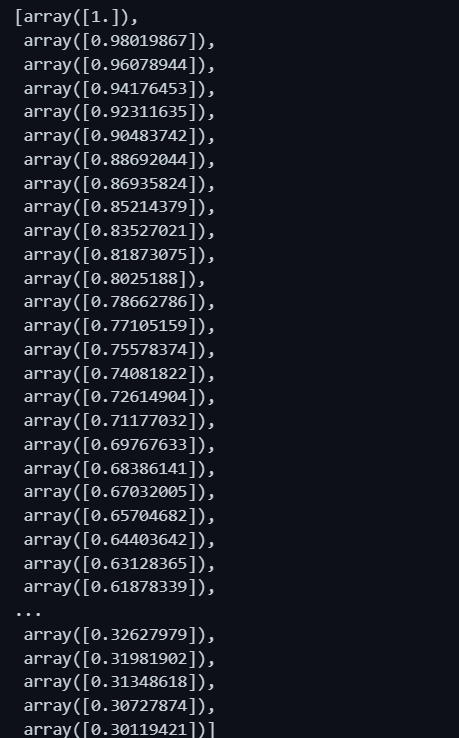 [array([1.]),
array([0.98019867]),
array([0.96078944]),
array([0.94176453]),
array([0.92311635]),
array([0.90483742]),
array([0.88692044]),
array([0.86935824]),
array([0.85214379]),
array([0.83527021]),
array([0.81873075]),
array([0.8025188]),
array([0.78662786]),
array([0.77105159]),
array([0.75578374]),
array([0.74081822]),
array([0.72614904]),
array([0.71177032]),
array([0.69767633]),
array([0.68386141]),
array([0.67032005]),
array([0.65704682]),
array([0.64403642]),
array([0.63128365]),
array([0.61878339]),
...
array([0.32627979]),
array([0.31981902]),
array([0.31348618]),
array([0.30727874]),
array([0.30119421])]